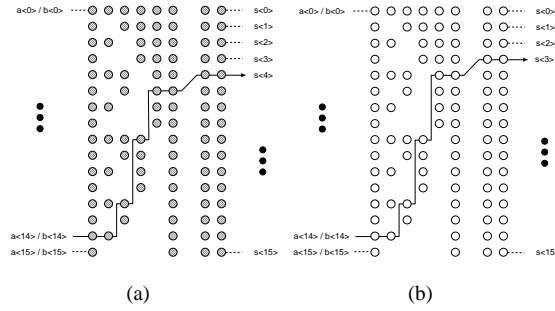 a<0> / b<0>
s<0>
s<1>
s<2>
s<3>
s<4>
a<14> / b<14>
a<15> / b<15>
s<15>
(a)
a<0> / b<0>
s<0>
s<1>
s<2>
s<3>
a<14> / b<14>
a<15> / b<15>
s<15
(b)